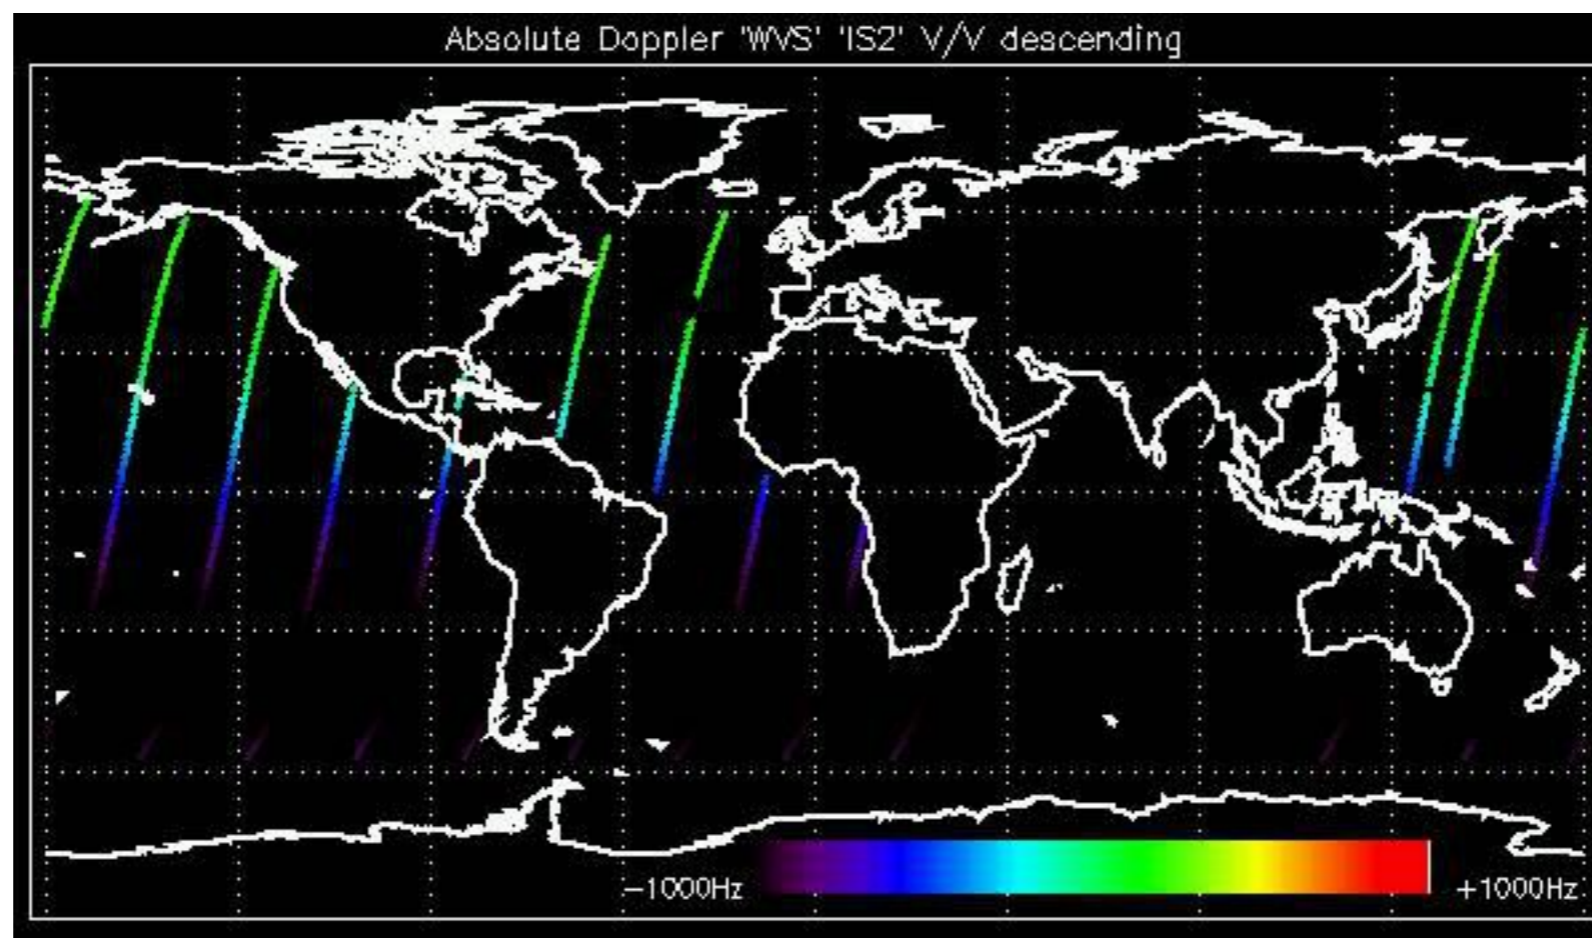 Absolute Doppler 'WVS' 'IS2' V/V descending
−1000Hz +1000Hz